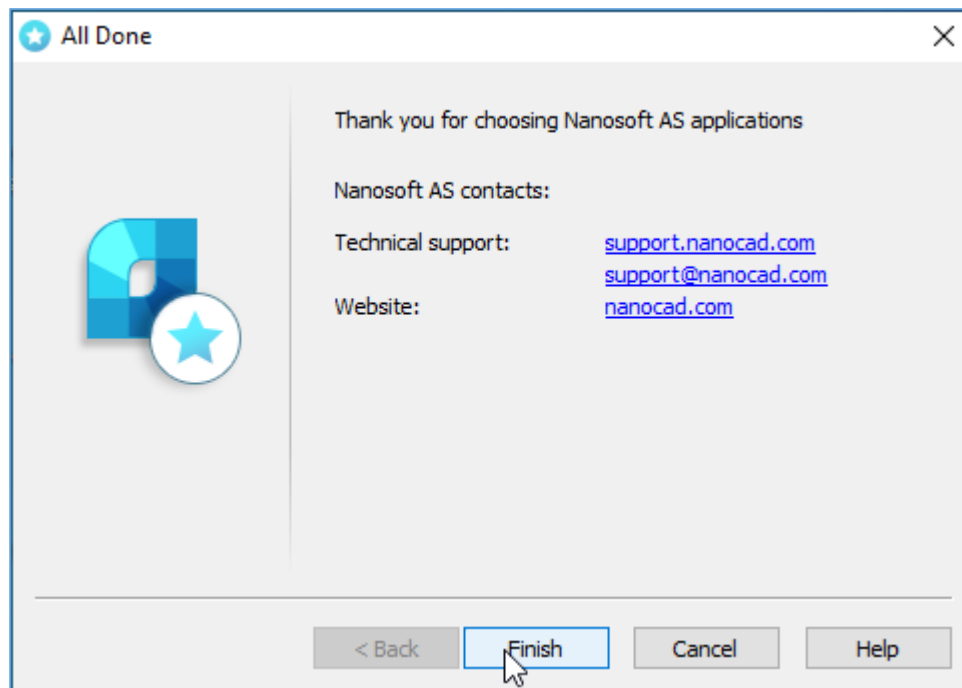 All Done
Thank you for choosing Nanosoft AS applications
Nanosoft AS contacts:
Technical support: support.nanocad.com
support@nanocad.com
Website: nanocad.com
< Back Finish Cancel Help